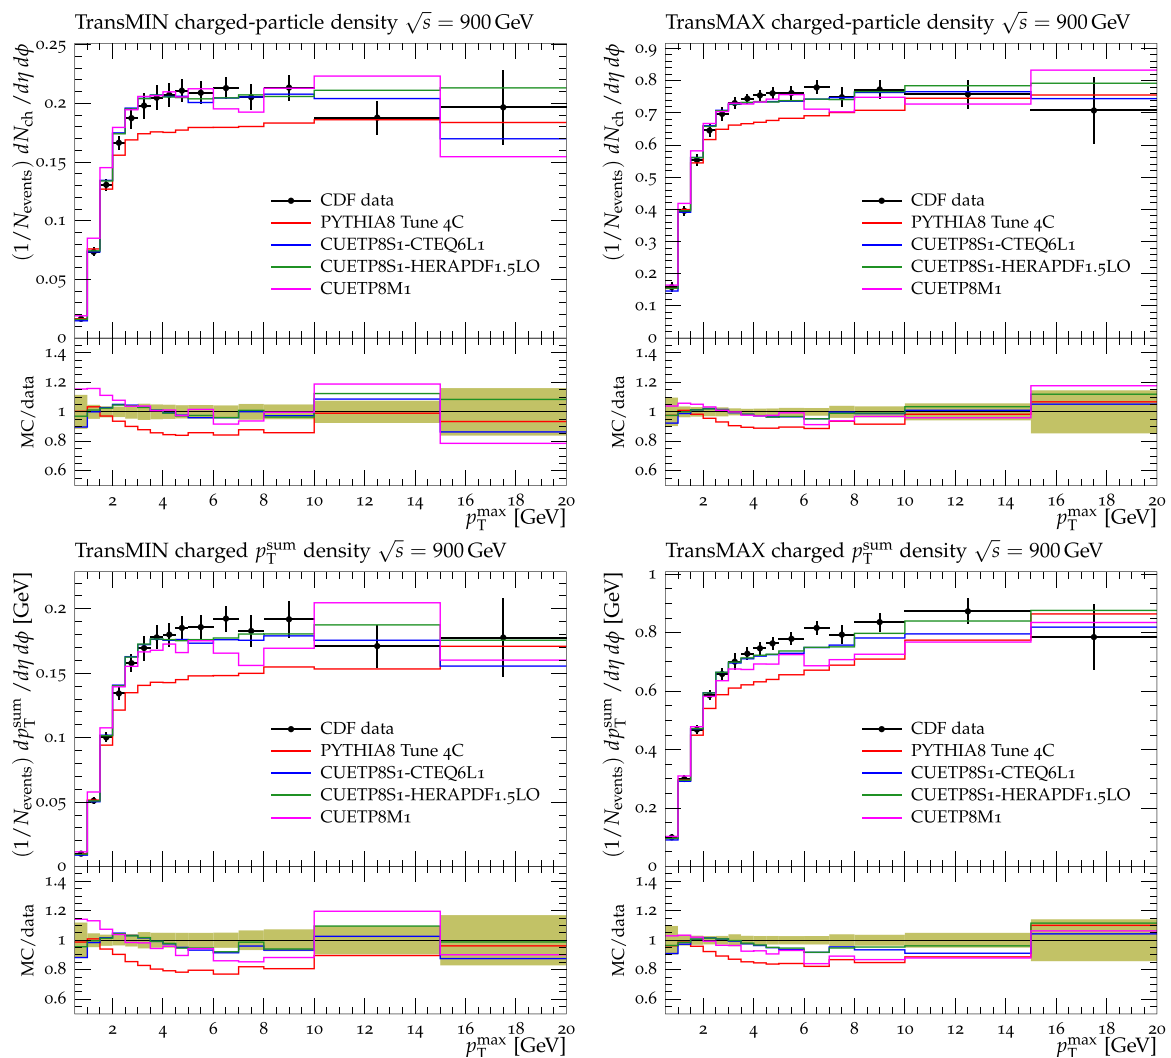 TransMIN charged-particle density √s = 900 GeV
(1/N_events) dN_ch/dη dϕ
0.25
0.2
0.15
0.1
0.05
0
CDF data
PYTHIA8 Tune 4C
CUETP8S1-CTEQ6L1
CUETP8S1-HERAPDF1.5LO
CUETP8M1
MC/data
1.4
1.2
1
0.8
0.6
2 4 6 8 10 12 14 16 18 20
p_T^max [GeV]
TransMAX charged-particle density √s = 900 GeV
(1/N_events) dN_ch/dη dϕ
0.9
0.8
0.7
0.6
0.5
0.4
0.3
0.2
0.1
0
CDF data
PYTHIA8 Tune 4C
CUETP8S1-CTEQ6L1
CUETP8S1-HERAPDF1.5LO
CUETP8M1
MC/data
1.4
1.2
1
0.8
0.6
2 4 6 8 10 12 14 16 18 20
p_T^max [GeV]
TransMIN charged p_T^sum density √s = 900 GeV
(1/N_events) dp_T^sum/dη dϕ [GeV]
0.2
0.15
0.1
0.05
0
CDF data
PYTHIA8 Tune 4C
CUETP8S1-CTEQ6L1
CUETP8S1-HERAPDF1.5LO
CUETP8M1
MC/data
1.4
1.2
1
0.8
0.6
2 4 6 8 10 12 14 16 18 20
p_T^max [GeV]
TransMAX charged p_T^sum density √s = 900 GeV
(1/N_events) dp_T^sum/dη dϕ [GeV]
1
0.8
0.6
0.4
0.2
0
CDF data
PYTHIA8 Tune 4C
CUETP8S1-CTEQ6L1
CUETP8S1-HERAPDF1.5LO
CUETP8M1
MC/data
1.4
1.2
1
0.8
0.6
2 4 6 8 10 12 14 16 18 20
p_T^max [GeV]